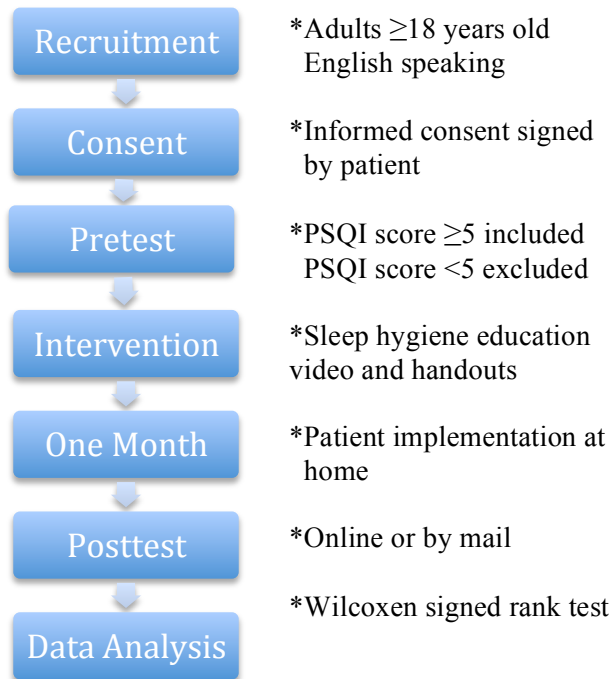 Recruitment
*Adults ≥18 years old
English speaking
Consent
*Informed consent signed
by patient
Pretest
*PSQI score ≥5 included
PSQI score <5 excluded
Intervention
*Sleep hygiene education
video and handouts
One Month
*Patient implementation at
home
Posttest
*Online or by mail
*Wilcoxen signed rank test
Data Analysis